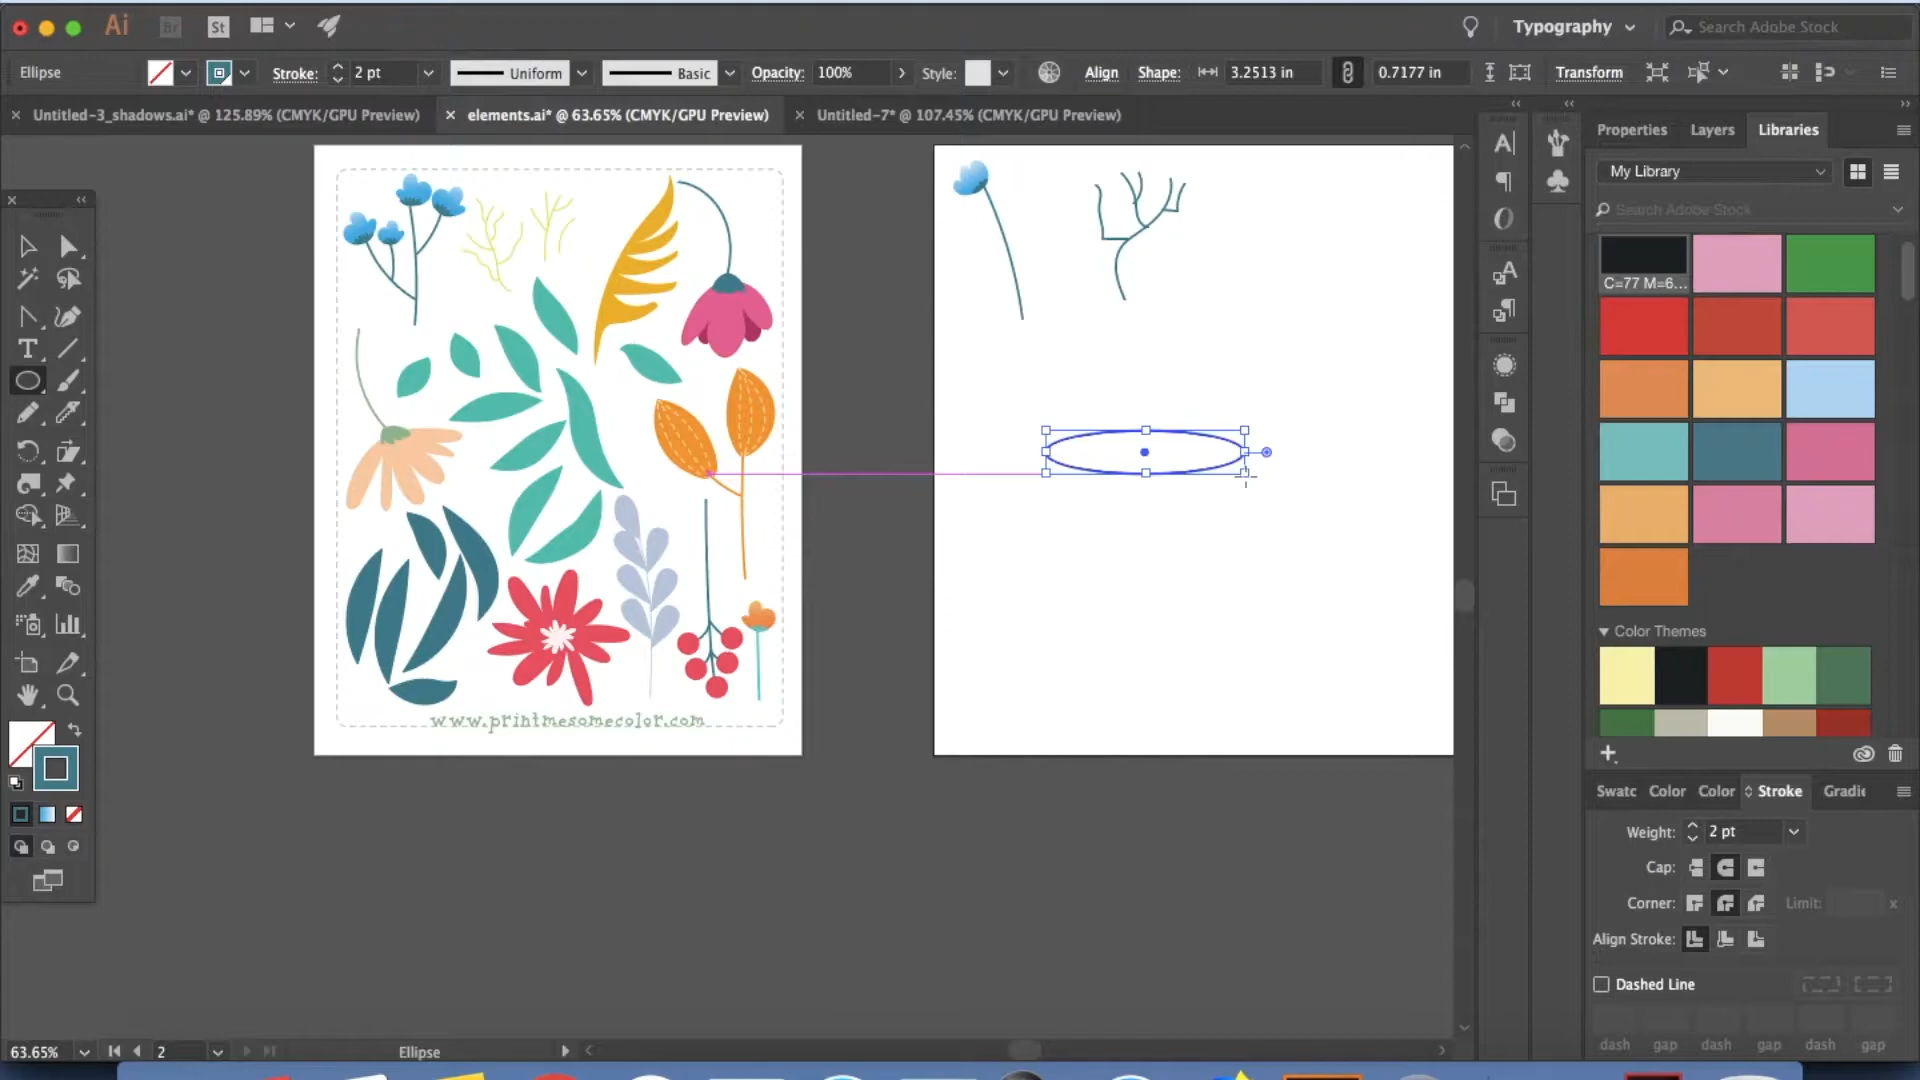 Ai Br St Typography Search Adobe Stock
Ellipse Stroke: 2 pt Uniform Basic Opacity: 100% Style: Align Shape: 3.2513 in 0.7177 in Transform
Untitled-3_shadows.ai* @ 125.89% (CMYK/GPU Preview) elements.ai* @ 63.65% (CMYK/GPU Preview) Untitled-7* @ 107.45% (CMYK/GPU Preview)
Properties Layers Libraries
My Library
Search Adobe Stock
C=77 M=6...
Color Themes
www.printmesomecolor.com
Swatc Color Color Stroke Gradie
Weight: 2 pt
Cap:
Corner: Limit: x
Align Stroke:
Dashed Line
dash gap dash gap dash gap
63.65% 2 Ellipse